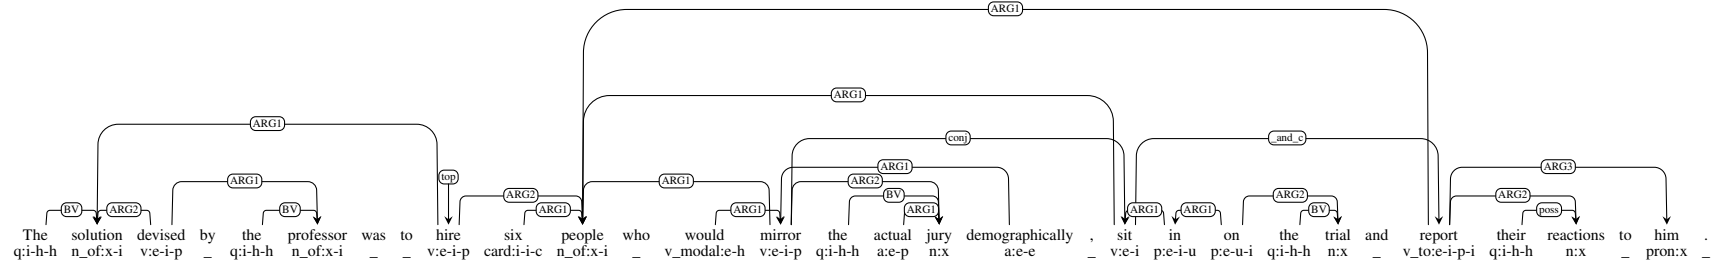 ARG1
ARG1
ARG1
conj _and_c
ARG1 ARG3
top ARG1 ARG1 ARG2
ARG2 BV ARG2 ARG2
BV ARG2 BV ARG1 ARG1 ARG1 ARG1 ARG1 BV poss
The solution devised by the professor was to hire six people who would mirror the actual jury demographically , sit in on the trial and report their reactions to him .
q:i-h-h n_of:x-i v:e-i-p _ q:i-h-h n_of:x-i _ _ v:e-i-p card:i-i-c n_of:x-i _ v_modal:e-h v:e-i-p q:i-h-h a:e-p n:x a:e-e _ v:e-i p:e-i-u p:e-u-i q:i-h-h n:x _ v_to:e-i-p-i q:i-h-h n:x _ pron:x _